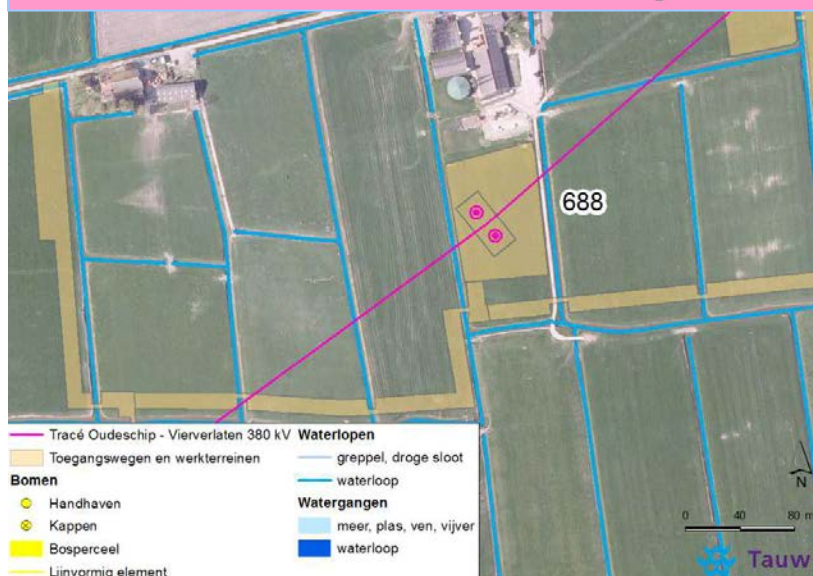 688
Tracé Oudeschip - Vierverlaten 380 kV
Toegangswegen en werkterreinen
Bomen
Handhaven
Kappen
Bosperceel
Lijnvormig element
Waterlopen
greppel, droge sloot
waterloop
Watergangen
meer, plas, ven, vijver
waterloop
N
0 40 80 m
Tauw